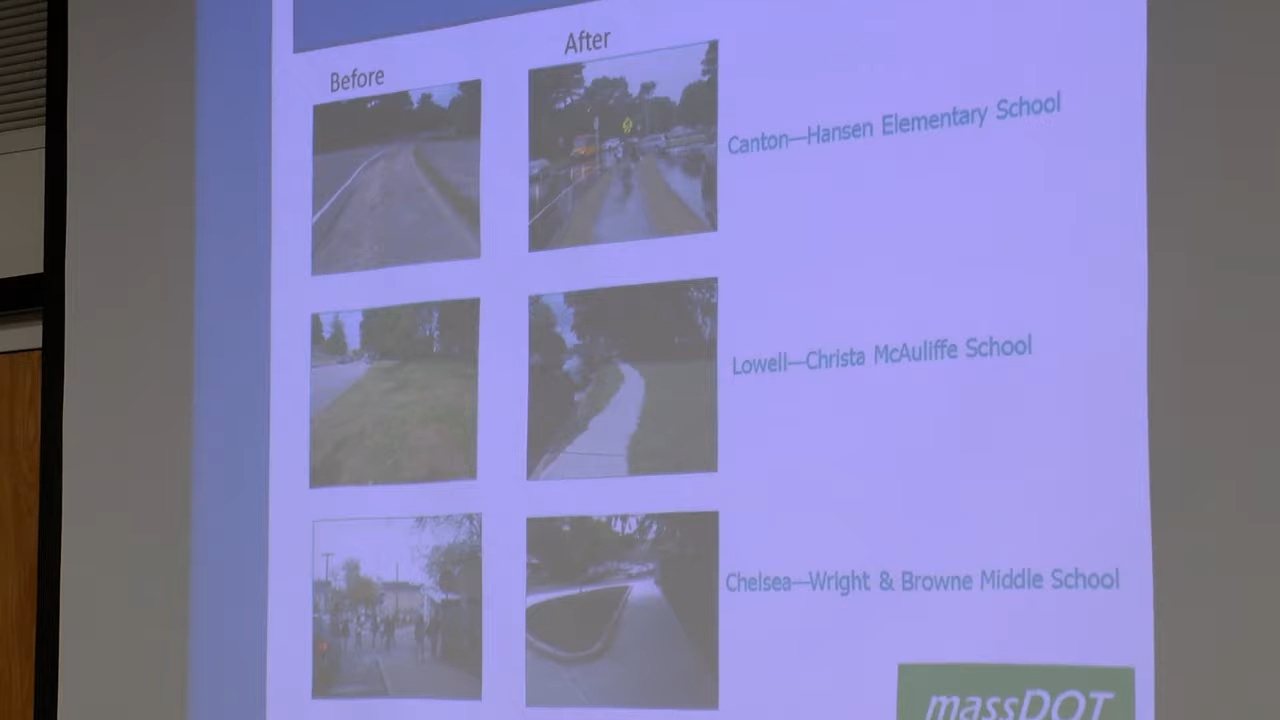 Before
After
Canton—Hansen Elementary School
Lowell—Christa McAuliffe School
Chelsea—Wright & Browne Middle School
massDOT